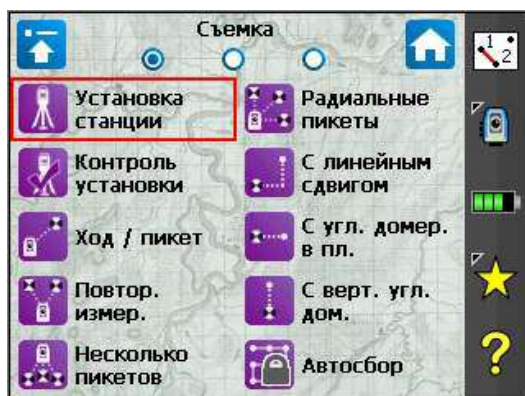 Съемка
Установка
станции
Радиальные
пикеты
Контроль
установки
С линейным
сдвигом
Ход / пикет
С угл. домер.
в пл.
Повтор.
измер.
С верт. угл.
дом.
Несколько
пикетов
Автосбор
1
2
?